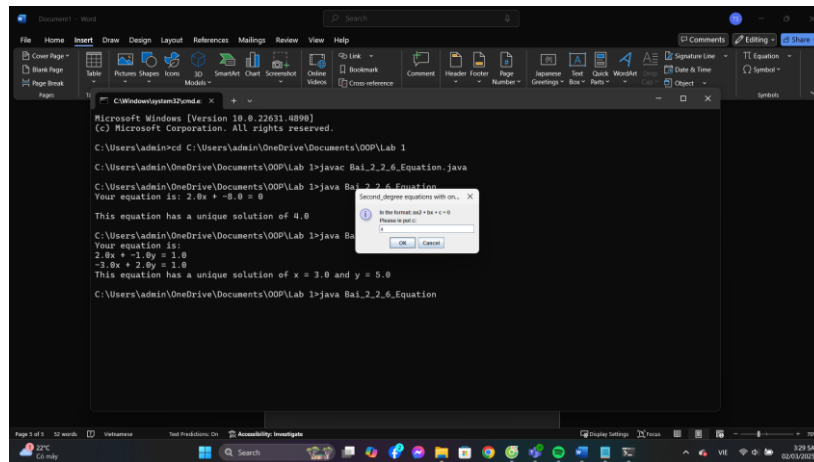 Document1 - Word
Search
File Home Insert Draw Design Layout References Mailings Review View Help
Comments Editing Share
Cover Page
Blank Page
Page Break
Table
Pictures Shapes Icons 3D Models SmartArt Chart Screenshot
Online Videos
Link
Bookmark
Cross-reference
Comment
Header Footer Page Number
Japanese Greetings Text Box Quick Parts WordArt Drop Cap
Signature Line
Date & Time
Object
Equation
Symbol
Pages
Symbols
C:\Windows\system32\cmd.e:
Microsoft Windows [Version 10.0.22631.4890]
(c) Microsoft Corporation. All rights reserved.
C:\Users\admin>cd C:\Users\admin\OneDrive\Documents\OOP\Lab 1
C:\Users\admin\OneDrive\Documents\OOP\Lab 1>javac Bai_2_2_6_Equation.java
C:\Users\admin\OneDrive\Documents\OOP\Lab 1>java Bai_2_2_6_Equation
Your equation is: 2.0x + -8.0 = 0
This equation has a unique solution of 4.0
C:\Users\admin\OneDrive\Documents\OOP\Lab 1>java Ba
Your equation is:
2.0x + -1.0y = 1.0
-3.0x + 2.0y = 1.0
This equation has a unique solution of x = 3.0 and y = 5.0
C:\Users\admin\OneDrive\Documents\OOP\Lab 1>java Bai_2_2_6_Equation
Second_degree equations with on...
In the format: ax2 + bx + c = 0
Please in put c:
OK Cancel
Page 5 of 5 52 words Vietnamese Text Predictions: On Accessibility: Investigate
Display Settings Focus
22°C
Có mây
Search
VIE
3:29 SA
02/03/2025